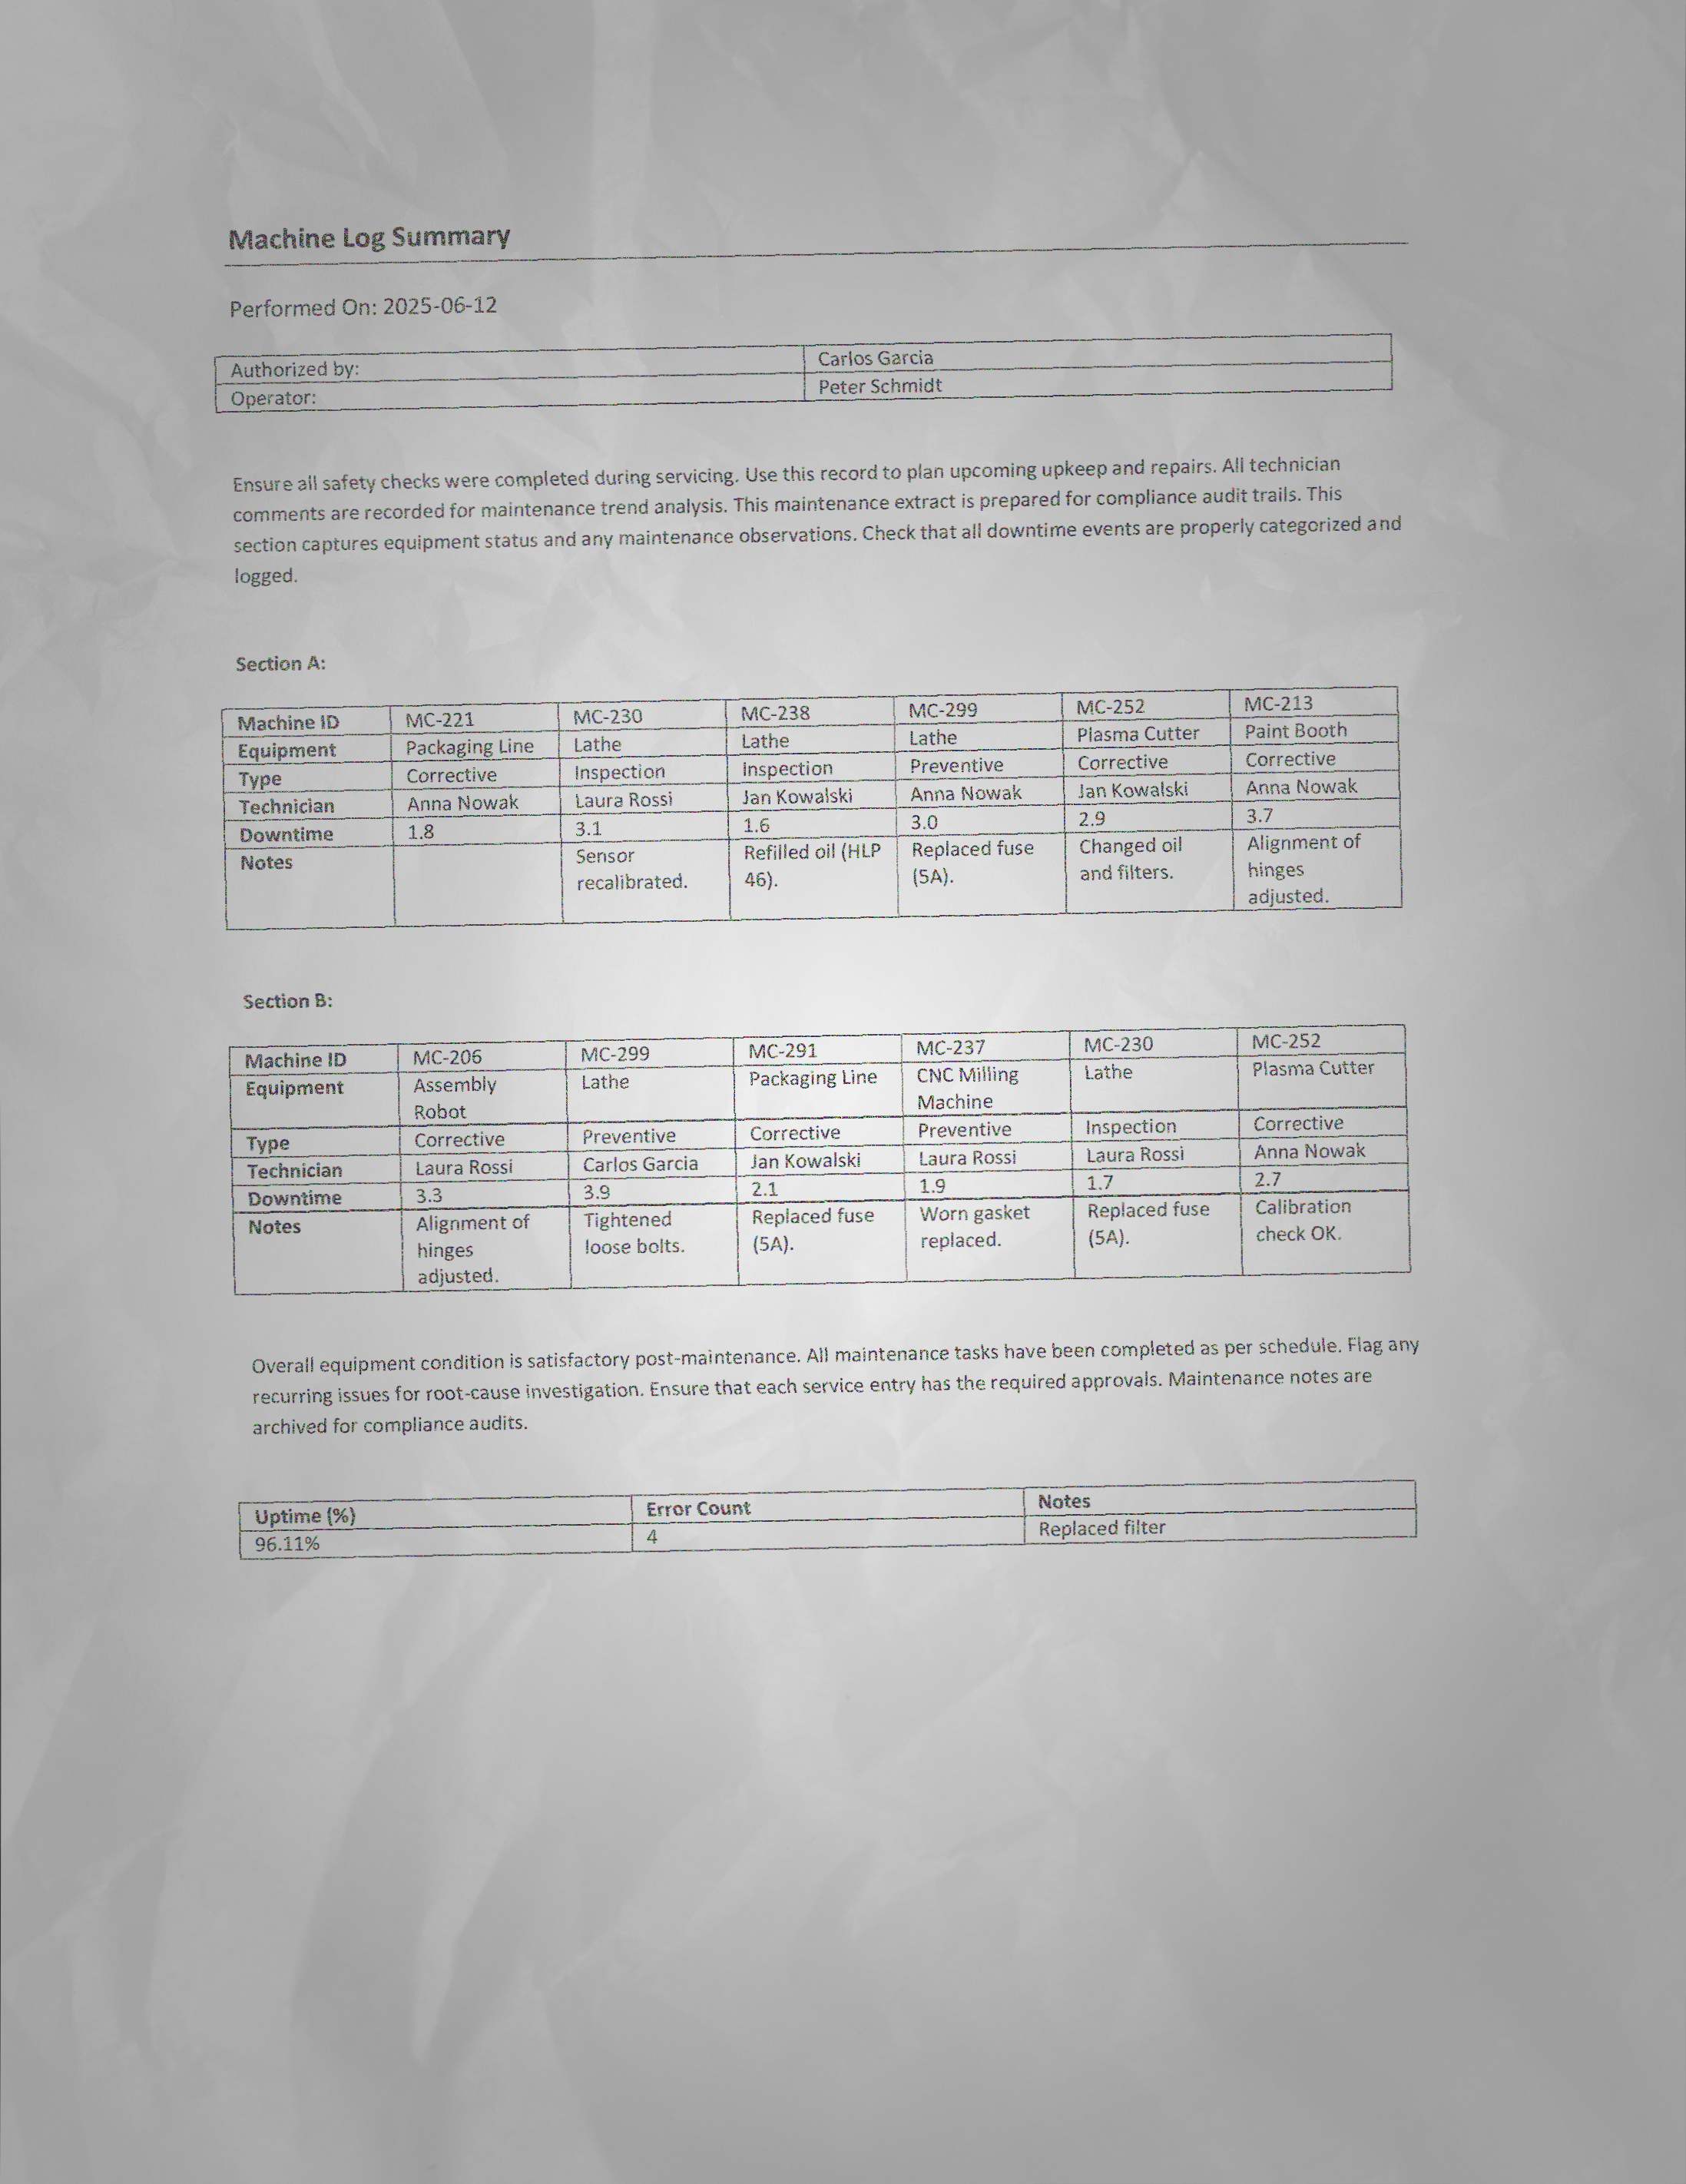 Machine Log Summary
Performed On: 2025-06-12
Authorized by: Carlos Garcia
Operator: Peter Schmidt
Ensure all safety checks were completed during servicing. Use this record to plan upcoming upkeep and repairs. All technician
comments are recorded for maintenance trend analysis. This maintenance extract is prepared for compliance audit trails. This
section captures equipment status and any maintenance observations. Check that all downtime events are properly categorized and
logged.
Section A:
Machine ID MC-221 MC-230 MC-238 MC-299 MC-252 MC-213
Equipment Packaging Line Lathe Lathe Lathe Plasma Cutter Paint Booth
Type Corrective Inspection Inspection Preventive Corrective Corrective
Technician Anna Nowak Laura Rossi Jan Kowalski Anna Nowak Jan Kowalski Anna Nowak
Downtime 1.8 3.1 1.6 3.0 2.9 3.7
Notes Sensor Refilled oil (HLP Replaced fuse Changed oil Alignment of
recalibrated. 46). (5A). and filters. hinges
adjusted.
Section B:
Machine ID MC-206 MC-299 MC-291 MC-237 MC-230 MC-252
Equipment Assembly Lathe Packaging Line CNC Milling Lathe Plasma Cutter
Robot Machine
Type Corrective Preventive Corrective Preventive Inspection Corrective
Technician Laura Rossi Carlos Garcia Jan Kowalski Laura Rossi Laura Rossi Anna Nowak
Downtime 3.3 3.9 2.1 1.9 1.7 2.7
Notes Alignment of Tightened Replaced fuse Worn gasket Replaced fuse Calibration
hinges loose bolts. (5A). replaced. (5A). check OK.
adjusted.
Overall equipment condition is satisfactory post-maintenance. All maintenance tasks have been completed as per schedule. Flag any
recurring issues for root-cause investigation. Ensure that each service entry has the required approvals. Maintenance notes are
archived for compliance audits.
Uptime (%) Error Count Notes
96.11% 4 Replaced filter